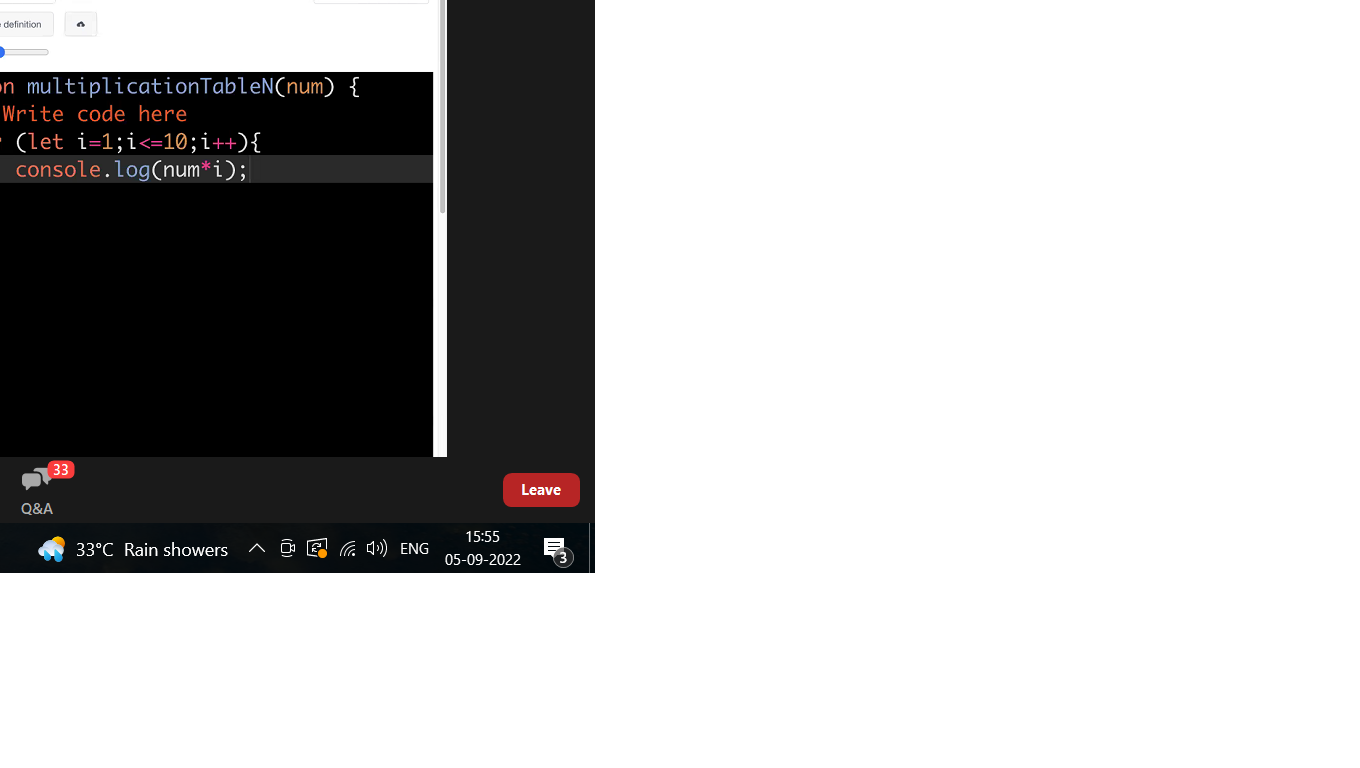 definition
on multiplicationTableN(num) {
Write code here
(let i=1;i<=10;i++){
console.log(num*i);
33
Q&A
Leave
33°C Rain showers
ENG
15:55
05-09-2022
3